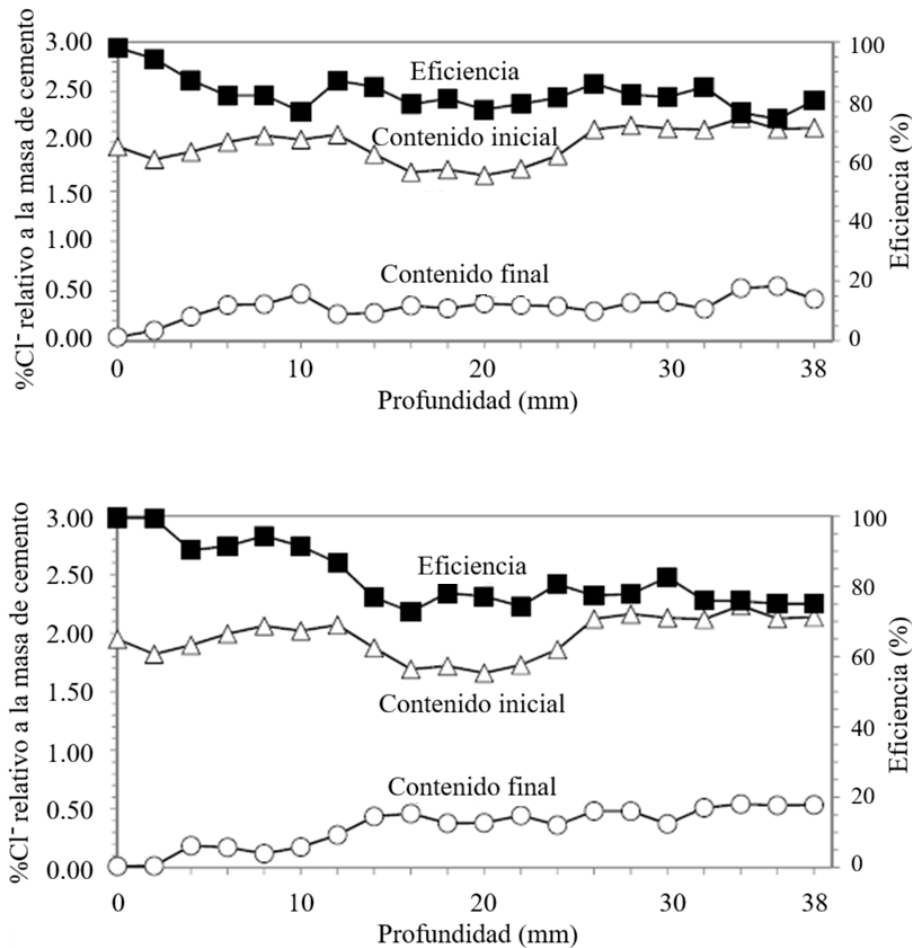 %Cl⁻ relativo a la masa de cemento
3.00
2.50
2.00
1.50
1.00
0.50
0.00
Eficiencia
Contenido inicial
Contenido final
100
80
60
40
20
0
Eficiencia (%)
0 10 20 30 38
Profundidad (mm)
%Cl⁻ relativo a la masa de cemento
3.00
2.50
2.00
1.50
1.00
0.50
0.00
Eficiencia
Contenido inicial
Contenido final
100
80
60
40
20
0
Eficiencia (%)
0 10 20 30 38
Profundidad (mm)